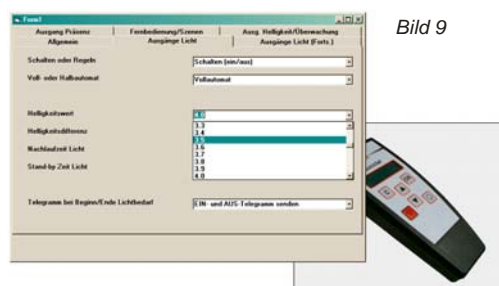 Form1
Bild 9
Ausgang Präsenz
Fernbedienung/Szenen
Ausg. Helligkeit/Überwachung
Allgemein
Ausgänge Licht
Ausgänge Licht (Forts.)
Schalten oder Regeln
Schalten (ein/aus)
Voll- oder Halbautomat
Vollautomat
Helligkeitswert
4.0
3.3
Helligkeitsdifferenz
3.4
3.5
Nachlaufzeit Licht
3.6
3.7
Stand-by Zeit Licht
3.8
3.9
4.0
Telegramm bei Beginn/Ende Lichtbedarf
EIN- und AUS-Telegramm senden